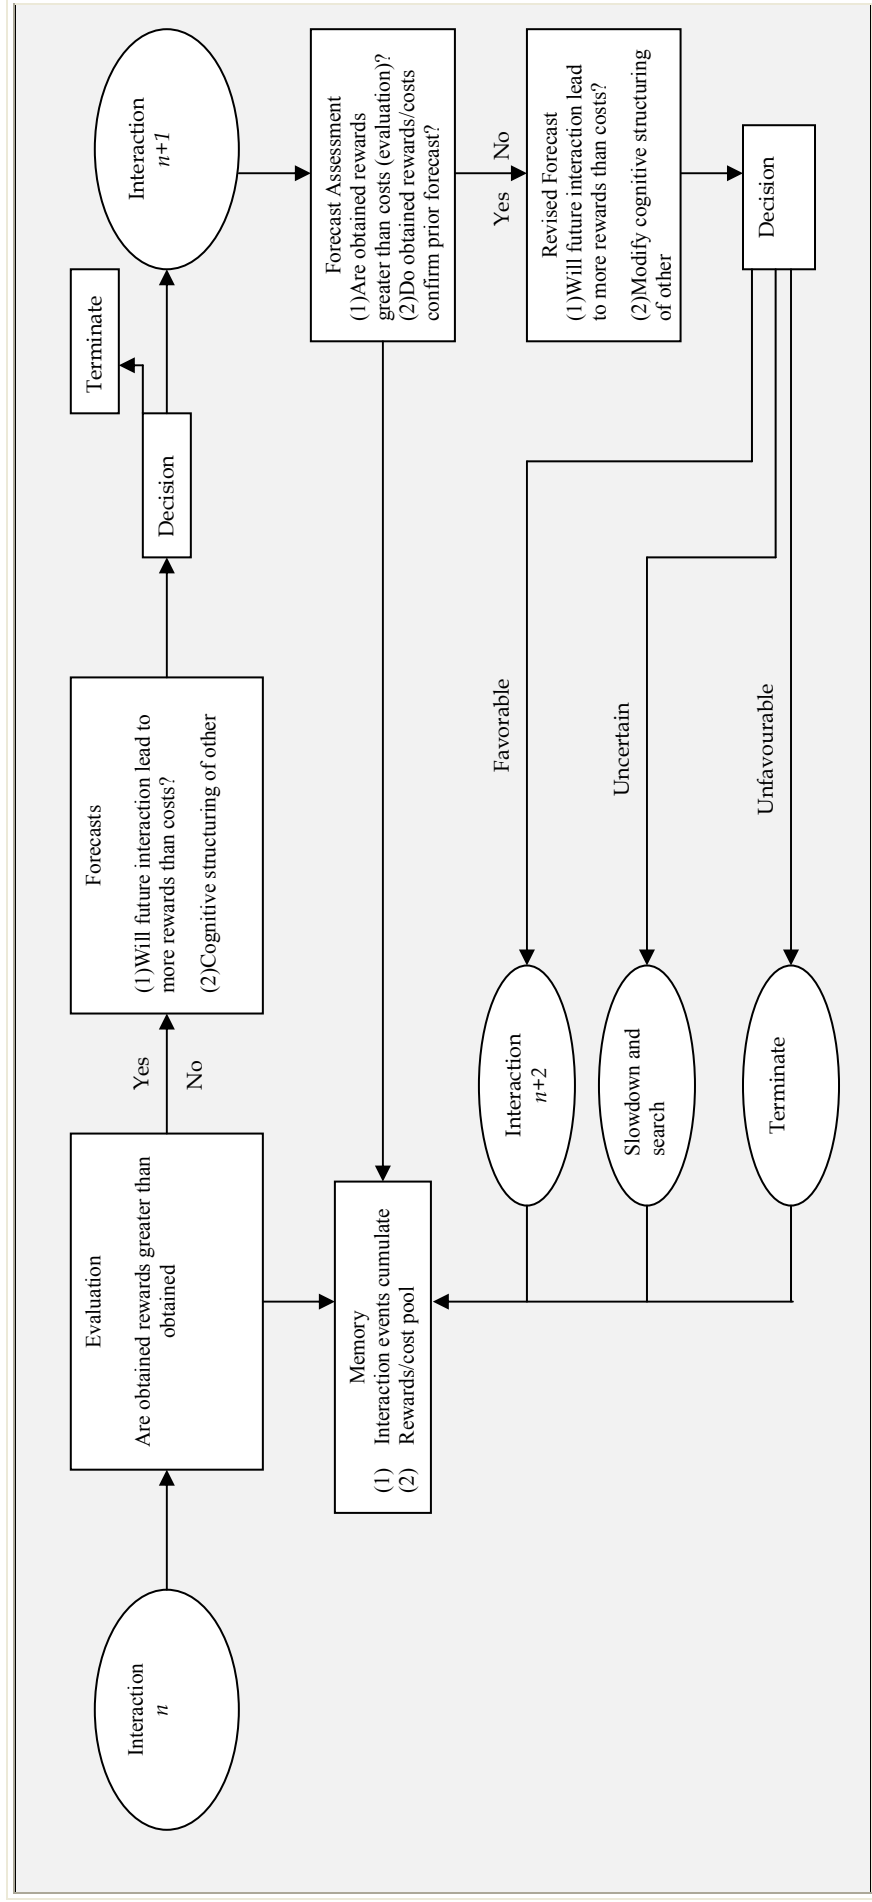 Interaction
n
Evaluation
Are obtained rewards greater than
obtained
Yes
No
Forecasts
(1)Will future interaction lead to
more rewards than costs?
(2)Cognitive structuring of other
Decision
Terminate
Interaction
n+1
Forecast Assessment
(1)Are obtained rewards
greater than costs (evaluation)?
(2)Do obtained rewards/costs
confirm prior forecast?
Yes No
Revised Forecast
(1)Will future interaction lead
to more rewards than costs?
(2)Modify cognitive structuring
of other
Decision
Favorable
Uncertain
Unfavourable
Interaction
n+2
Slowdown and
search
Terminate
Memory
(1) Interaction events cumulate
(2) Rewards/cost pool